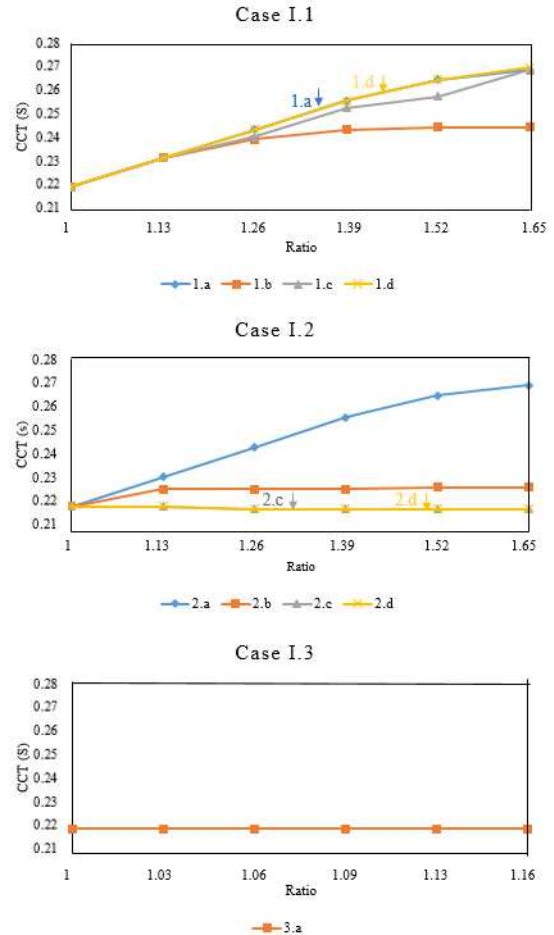 Case I.1
0.28
0.27
0.26
0.25
0.24
0.23
0.22
0.21
CCT (S)
1.a
1.d
1 1.13 1.26 1.39 1.52 1.65
Ratio
1.a 1.b 1.c 1.d
Case I.2
0.28
0.27
0.26
0.25
0.24
0.23
0.22
0.21
CCT (s)
2.c
2.d
1 1.13 1.26 1.39 1.52 1.65
Ratio
2.a 2.b 2.c 2.d
Case I.3
0.28
0.27
0.26
0.25
0.24
0.23
0.22
0.21
CCT (S)
1 1.03 1.06 1.09 1.13 1.16
Ratio
3.a